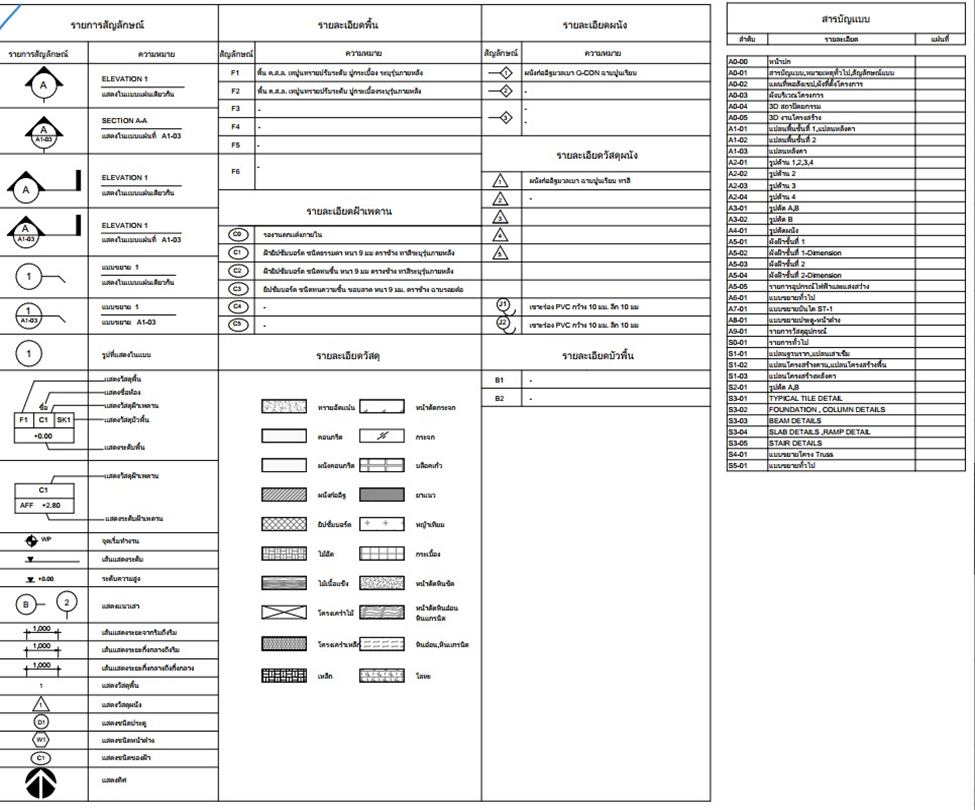 รายการสัญลักษณ์
รายการสัญลักษณ์ ความหมาย
A ELEVATION 1
แสดงในแบบแผ่นเดียวกัน
A A1-03 SECTION A-A
แสดงในแบบแผ่นที่ A1-03
A ELEVATION 1
แสดงในแบบแผ่นเดียวกัน
A A1-03 ELEVATION 1
แสดงในแบบแผ่นที่ A1-03
1 แบบขยาย 1
แสดงในแบบแผ่นเดียวกัน
1 A1-03 แบบขยาย 1
แบบขยาย A1-03
1 รูปที่แสดงในแบบ
แสดงวัสดุพื้น
แสดงชื่อห้อง
ชื่อ แสดงวัสดุฝ้าเพดาน
F1 C1 SK1 แสดงวัสดุบัวพื้น
+0.00
แสดงระดับพื้น
แสดงวัสดุฝ้าเพดาน
C1
AFF +2.80
แสดงระดับฝ้าเพดาน
WP จุดเริ่มทำงาน
เส้นแสดงระดับ
+0.00 ระดับความสูง
B 2 แสดงแนวเสา
1,000 เส้นแสดงระยะจากริมถึงริม
1,000 เส้นแสดงระยะกึ่งกลางถึงริม
1,000 เส้นแสดงระยะกึ่งกลางถึงกึ่งกลาง
1 แสดงวัสดุพื้น
1 แสดงวัสดุผนัง
D1 แสดงชนิดประตู
W1 แสดงชนิดหน้าต่าง
C1 แสดงชนิดของฝ้า
แสดงทิศ
รายละเอียดพื้น
สัญลักษณ์ ความหมาย
F1 พื้น ค.ส.ล. เทปูนทรายปรับระดับ ปูกระเบื้อง ระบุรุ่นภายหลัง
F2 พื้น ค.ส.ล. เทปูนทรายปรับระดับ ปูกระเบื้องระบุรุ่นภายหลัง
F3 -
F4 -
F5 -
F6 -
รายละเอียดฝ้าเพดาน
C0 รองานตกแต่งภายใน
C1 ฝ้ายิปซั่มบอร์ด ชนิดธรรมดา หนา 9 มม ตราช้าง ทาสีระบุรุ่นภายหลัง
C2 ฝ้ายิปซั่มบอร์ด ชนิดทนชื้น หนา 9 มม ตราช้าง ทาสีระบุรุ่นภายหลัง
C3 ยิปซั่มบอร์ด ชนิดทนความชื้น ขอบลาด หนา 9 มม. ตราช้าง ฉาบรอยต่อ
C4 -
C5 -
รายละเอียดวัสดุ
ทรายอัดแน่น หน้าตัดกระจก
คอนกรีต กระจก
ผนังคอนกรีต บล็อคแก้ว
ผนังก่ออิฐ ยาแนว
ยิปซั่มบอร์ด หญ้าเทียม
ไม้อัด กระเบื้อง
ไม้เนื้อแข็ง หน้าตัดหินขัด
โครงเคร่าไม้ หน้าตัดหินอ่อน
หินแกรนิต
โครงเคร่าเหล็ก หินอ่อน,หินแกรนิต
เหล็ก โลหะ
รายละเอียดผนัง
สัญลักษณ์ ความหมาย
1 ผนังก่ออิฐมวลเบา Q-CON ฉาบปูนเรียบ
2 -
3 -
-
รายละเอียดวัสดุผนัง
1 ผนังก่ออิฐมวลเบา ฉาบปูนเรียบ ทาสี
2 -
3
4
5
J1 เซาะร่อง PVC กว้าง 10 มม. ลึก 10 มม
J2 เซาะร่อง PVC กว้าง 10 มม. ลึก 10 มม
รายละเอียดบัวพื้น
B1 -
B2 -
สารบัญแบบ
ลำดับ รายละเอียด แผ่นที่
A0-00 หน้าปก
A0-01 สารบัญแบบ,หมายเหตุทั่วไป,สัญลักษณ์แบบ
A0-02 แผนที่พอสังเขป,ผังที่ตั้งโครงการ
A0-03 ผังบริเวณโครงการ
A0-04 3D สถาปัตยกรรม
A0-05 3D งานโครงสร้าง
A1-01 แปลนพื้นชั้นที่ 1,แปลนหลังคา
A1-02 แปลนพื้นชั้นที่ 2
A1-03 แปลนหลังคา
A2-01 รูปด้าน 1,2,3,4
A2-02 รูปด้าน 2
A2-03 รูปด้าน 3
A2-04 รูปด้าน 4
A3-01 รูปตัด A,B
A3-02 รูปตัด B
A4-01 รูปตัดผนัง
A5-01 ผังฝ้าชั้นที่ 1
A5-02 ผังฝ้าชั้นที่ 1-Dimension
A5-03 ผังฝ้าชั้นที่ 2
A5-04 ผังฝ้าชั้นที่ 2-Dimension
A5-05 รายการอุปกรณ์ไฟฟ้าและแสงสว่าง
A6-01 แบบขยายทั่วไป
A7-01 แบบขยายบันได ST-1
A8-01 แบบขยายประตู-หน้าต่าง
A9-01 รายการวัสดุอุปกรณ์
S0-01 รายการทั่วไป
S1-01 แปลนฐานราก,แปลนเสาเข็ม
S1-02 แปลนโครงสร้างคาน,แปลนโครงสร้างพื้น
S1-03 แปลนโครงสร้างหลังคา
S2-01 รูปตัด A,B
S3-01 TYPICAL TILE DETAIL
S3-02 FOUNDATION , COLUMN DETAILS
S3-03 BEAM DETAILS
S3-04 SLAB DETAILS ,RAMP DETAIL
S3-05 STAIR DETAILS
S4-01 แบบขยายโครง Truss
S5-01 แบบขยายทั่วไป